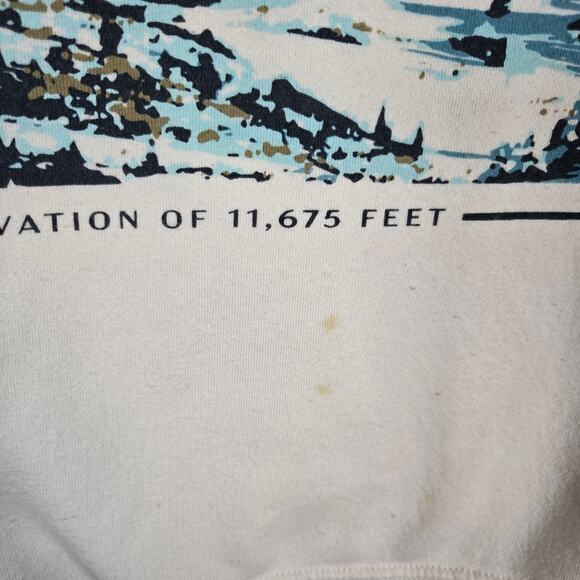 VATION OF 11,675 FEET